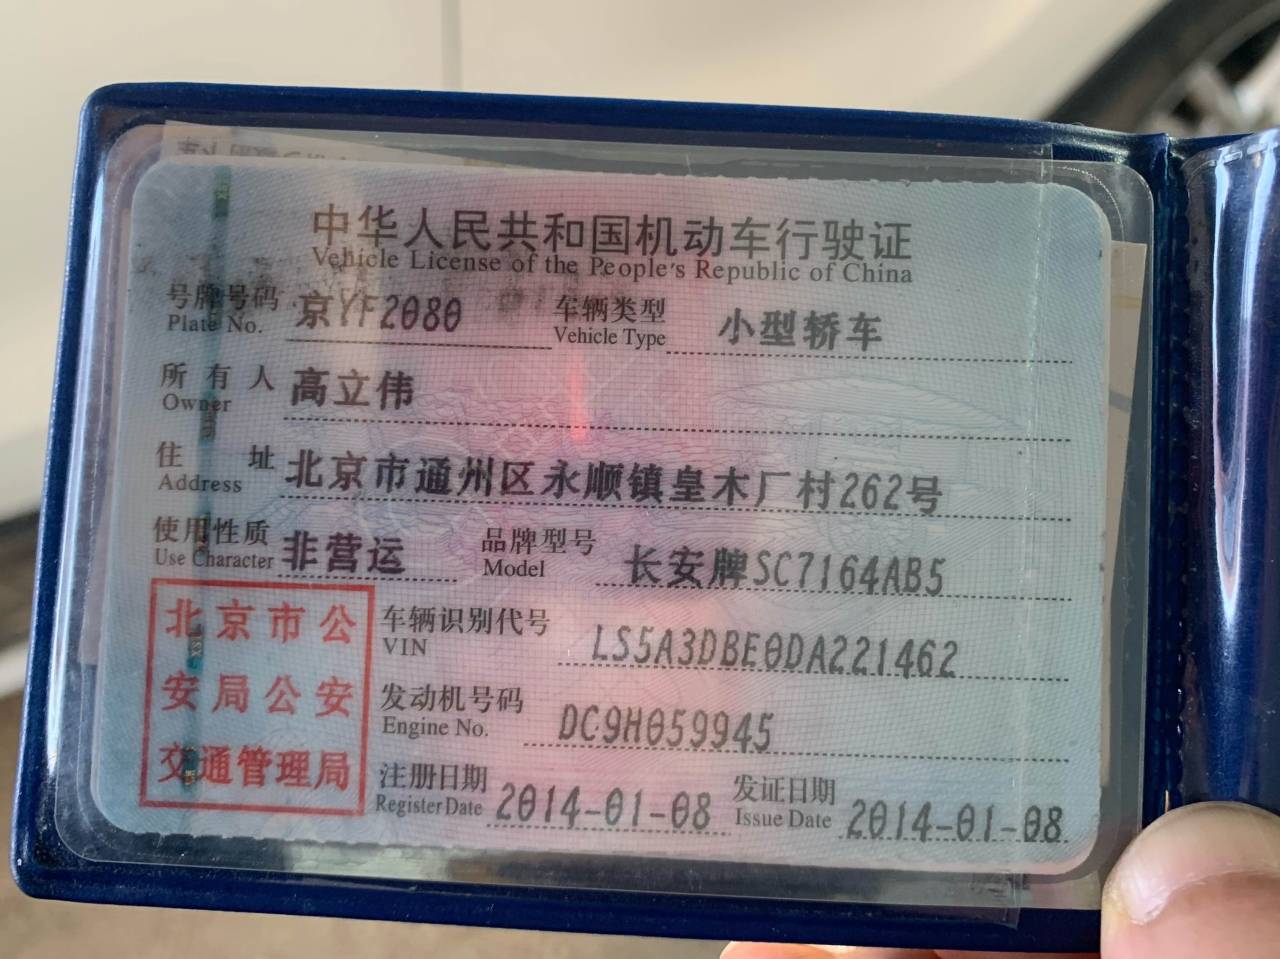 中华人民共和国机动车行驶证
Vehicle License of the People's Republic of China
号牌号码 京YF2080 车辆类型 小型轿车
Plate No. Vehicle Type
所有人 高立伟
Owner
住址 北京市通州区永顺镇皇木厂村262号
Address
使用性质 非营运 品牌型号 长安牌SC7164AB5
Use Character Model
北京市公
安局公安
交通管理局
车辆识别代号 LS5A3DBE0DA221462
VIN
发动机号码 DC9H059945
Engine No.
注册日期 2014-01-08 发证日期 2014-01-08
Register Date Issue Date